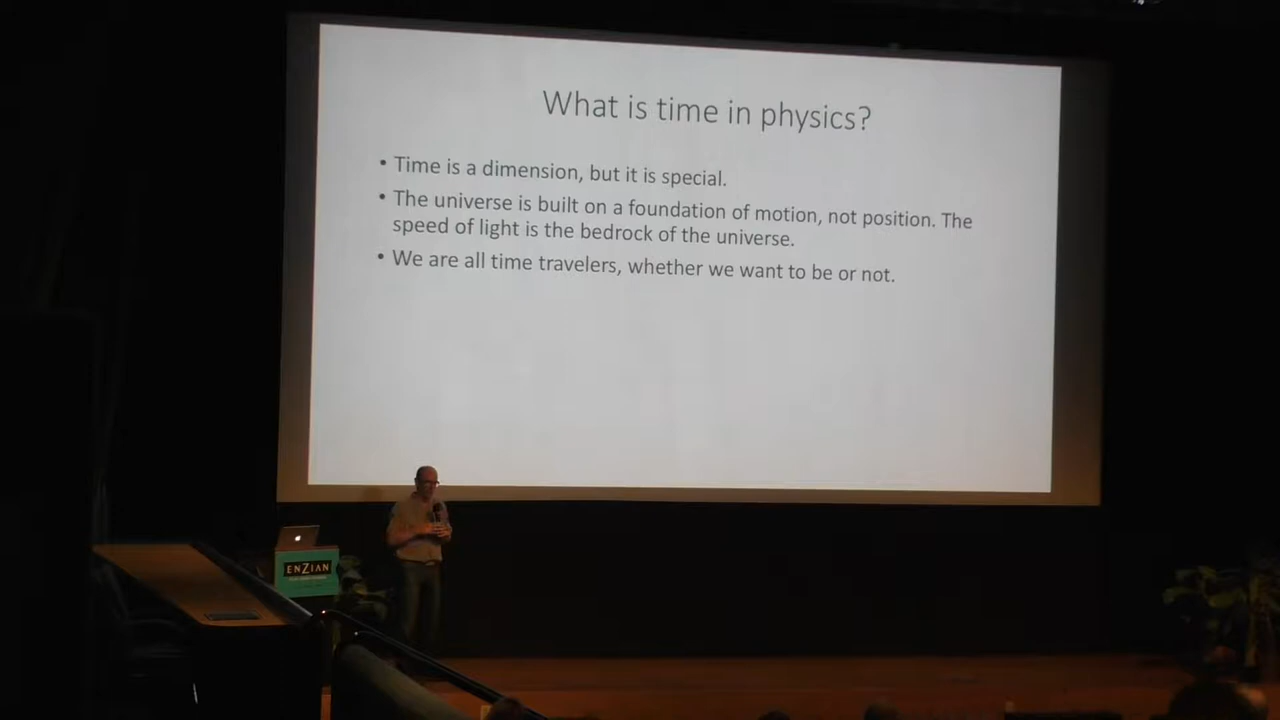 What is time in physics?
• Time is a dimension, but it is special.
• The universe is built on a foundation of motion, not position. The
speed of light is the bedrock of the universe.
• We are all time travelers, whether we want to be or not.
ENZIAN